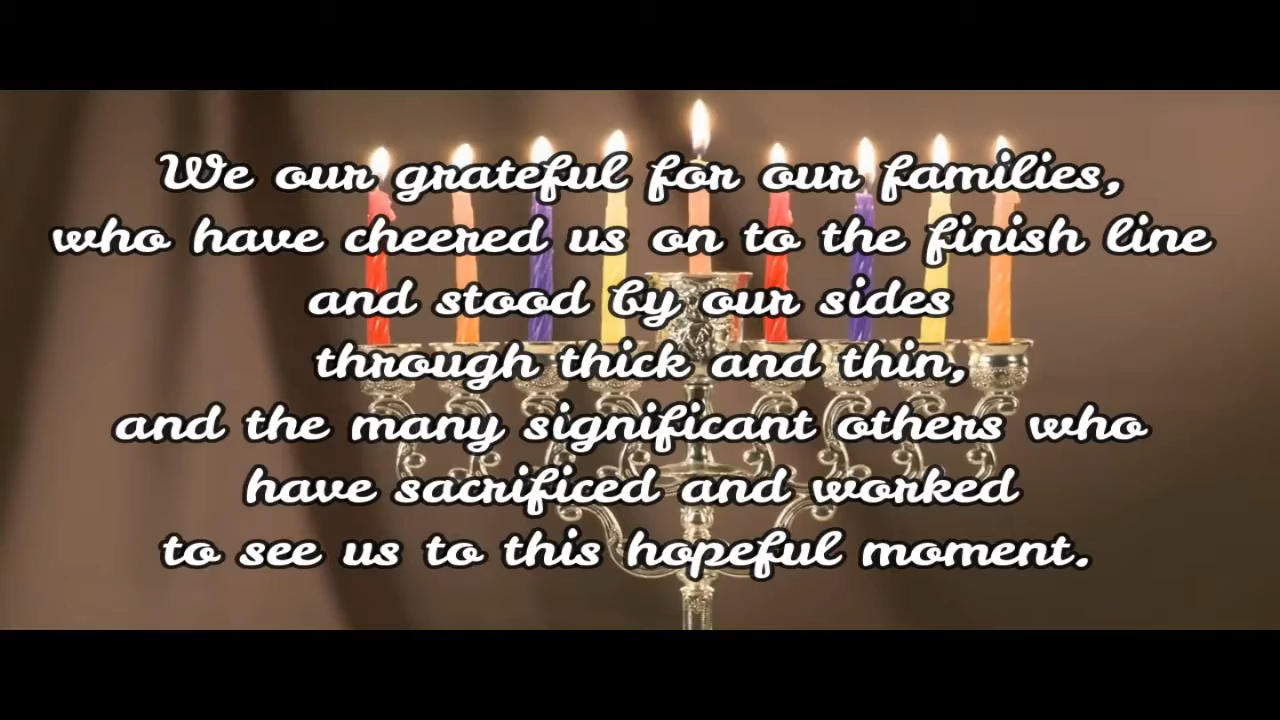 We our grateful for our families,
who have cheered us on to the finish line
and stood by our sides
through thick and thin,
and the many significant others who
have sacrificed and worked
to see us to this hopeful moment.